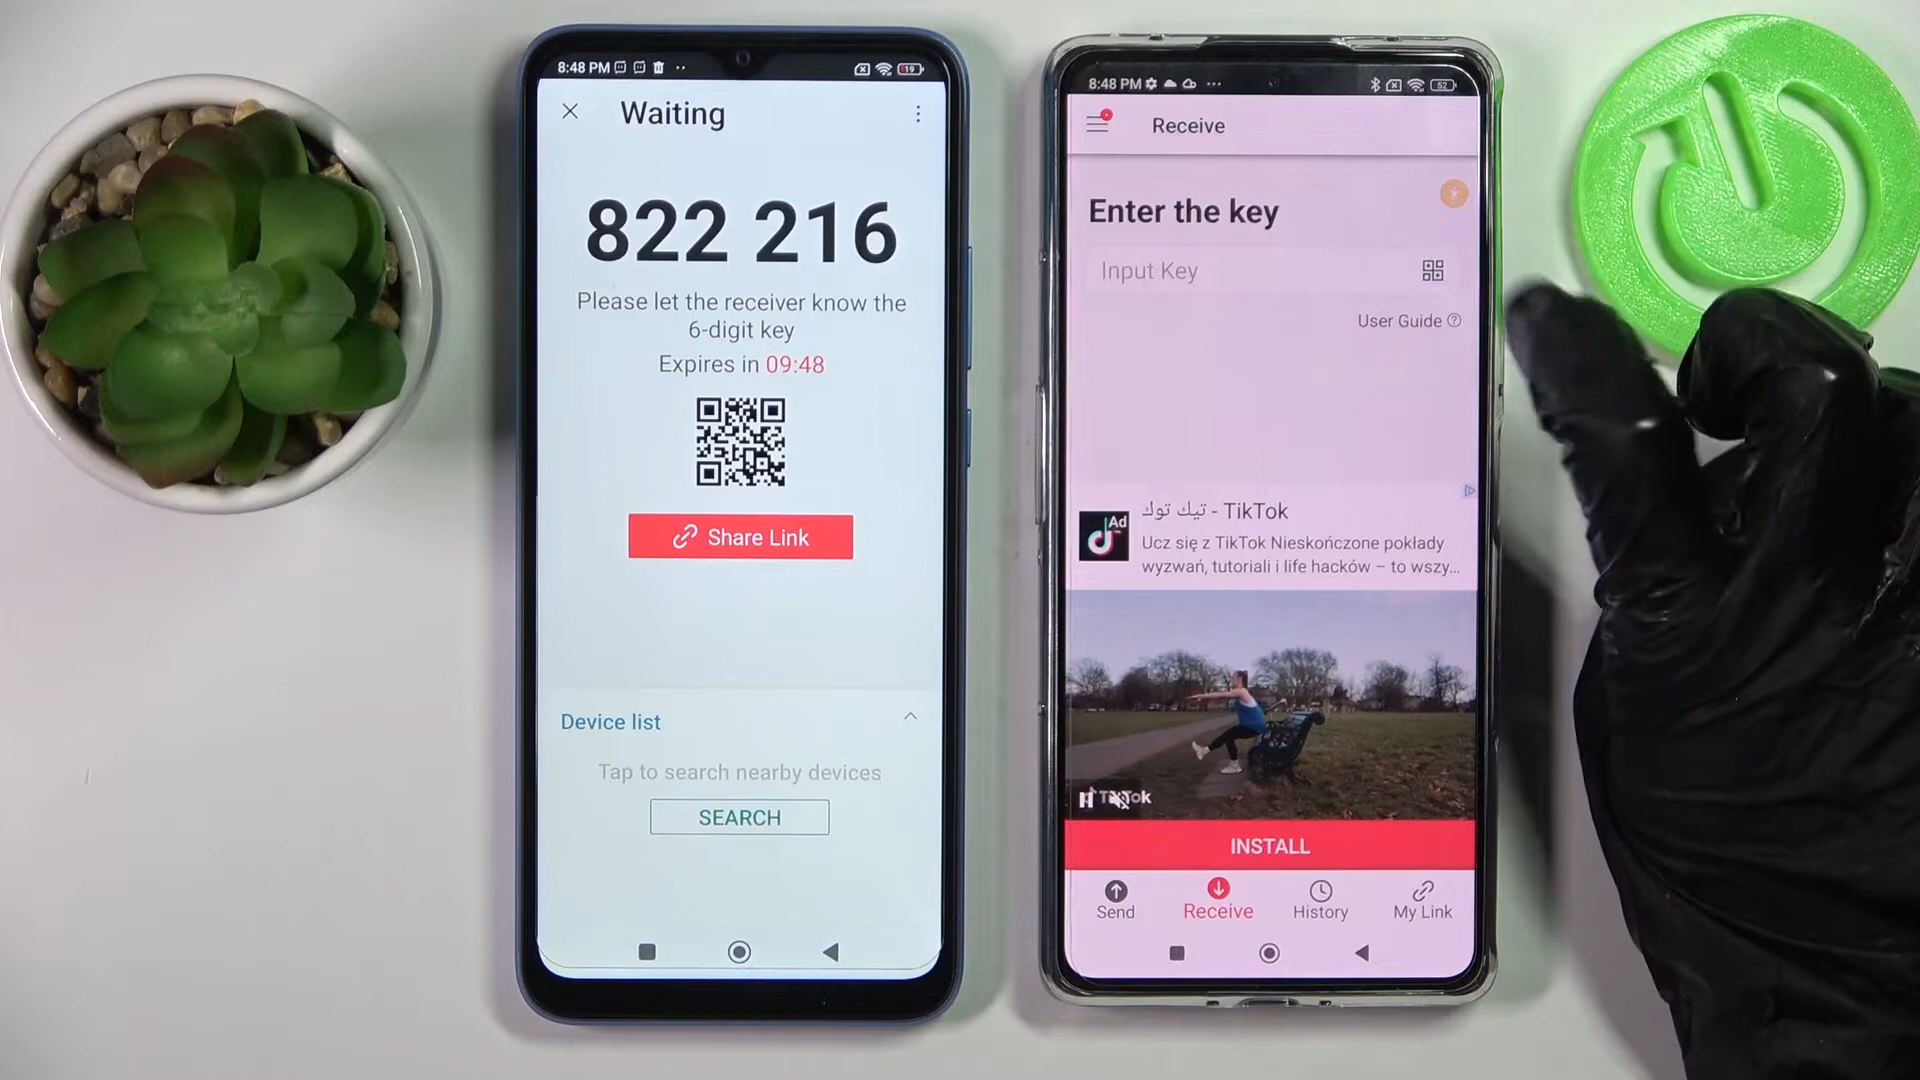 8:48 PM
19
Waiting
822 216
Please let the receiver know the
6-digit key
Expires in 09:48
Share Link
Device list
Tap to search nearby devices
SEARCH
8:48 PM
52
Receive
Enter the key
Input Key
User Guide
Ad
تيك توك - TikTok
Ucz się z TikTok Nieskończone pokłady
wyzwań, tutoriali i life hacków – to wszy...
TikTok
INSTALL
Send
Receive
History
My Link